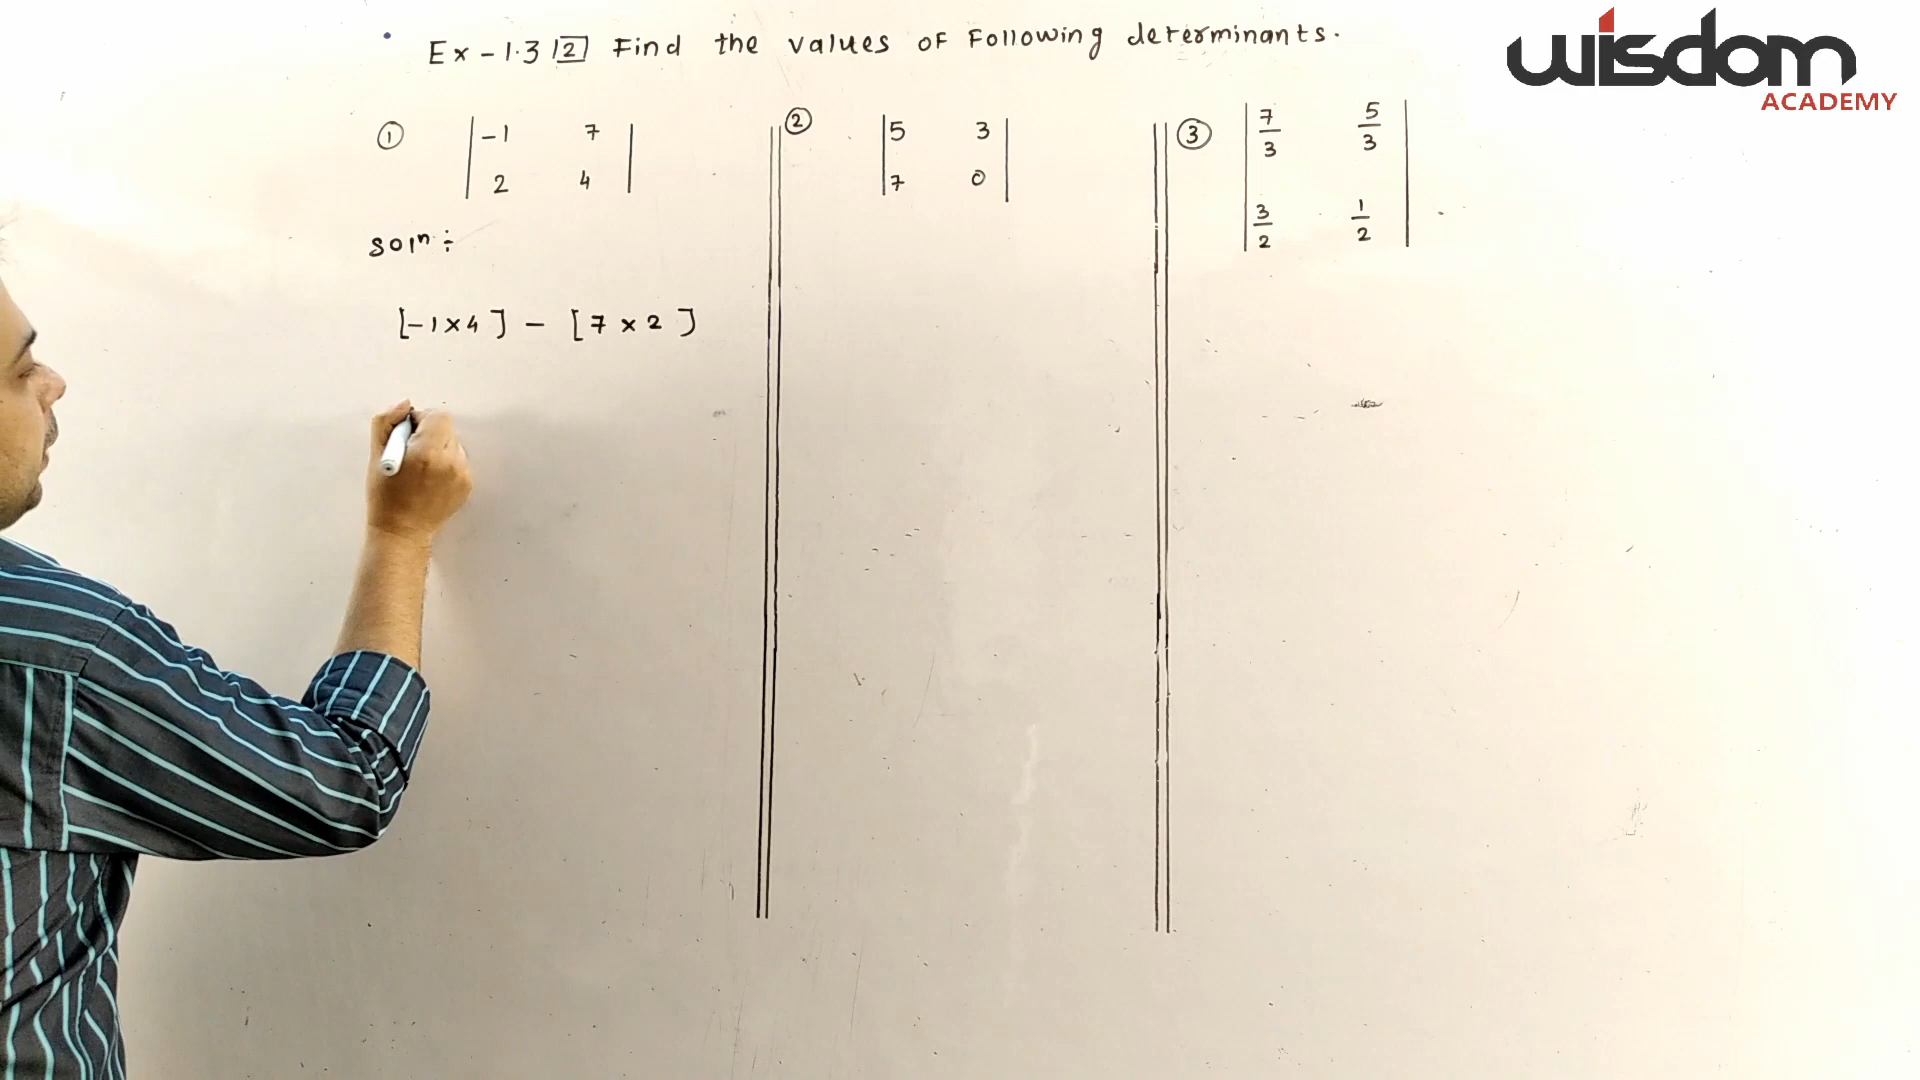 Ex - 1.3 [2] Find the values of Following determinants.
wisdom
ACADEMY
① | -1 7 |
| 2 4 |
② | 5 3 |
| 7 0 |
③ | 7/3 5/3 |
| 3/2 1/2 |
soln ÷
[-1 × 4] - [7 × 2]